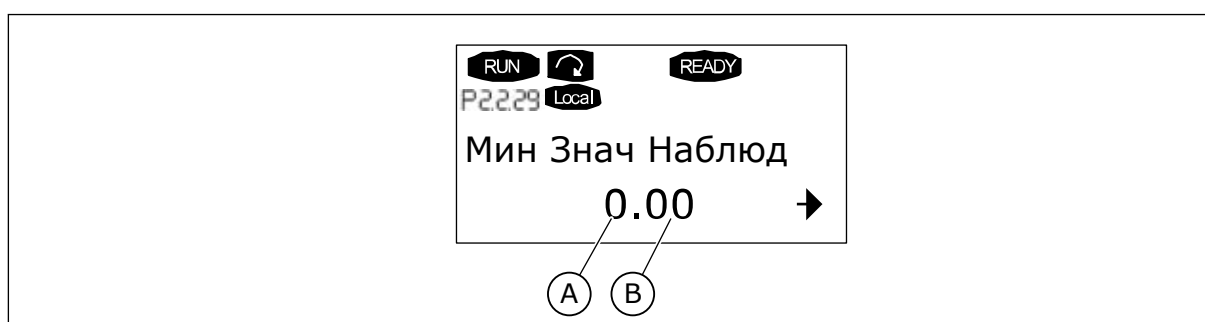 RUN READY
P2.2.29 Local
Мин Знач Наблюд
0.00
A B